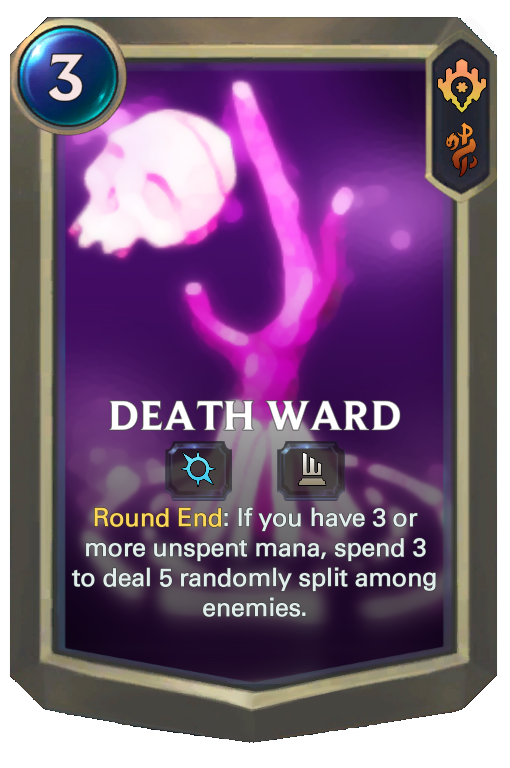 3
DEATH WARD
Round End: If you have 3 or
more unspent mana, spend 3
to deal 5 randomly split among
enemies.